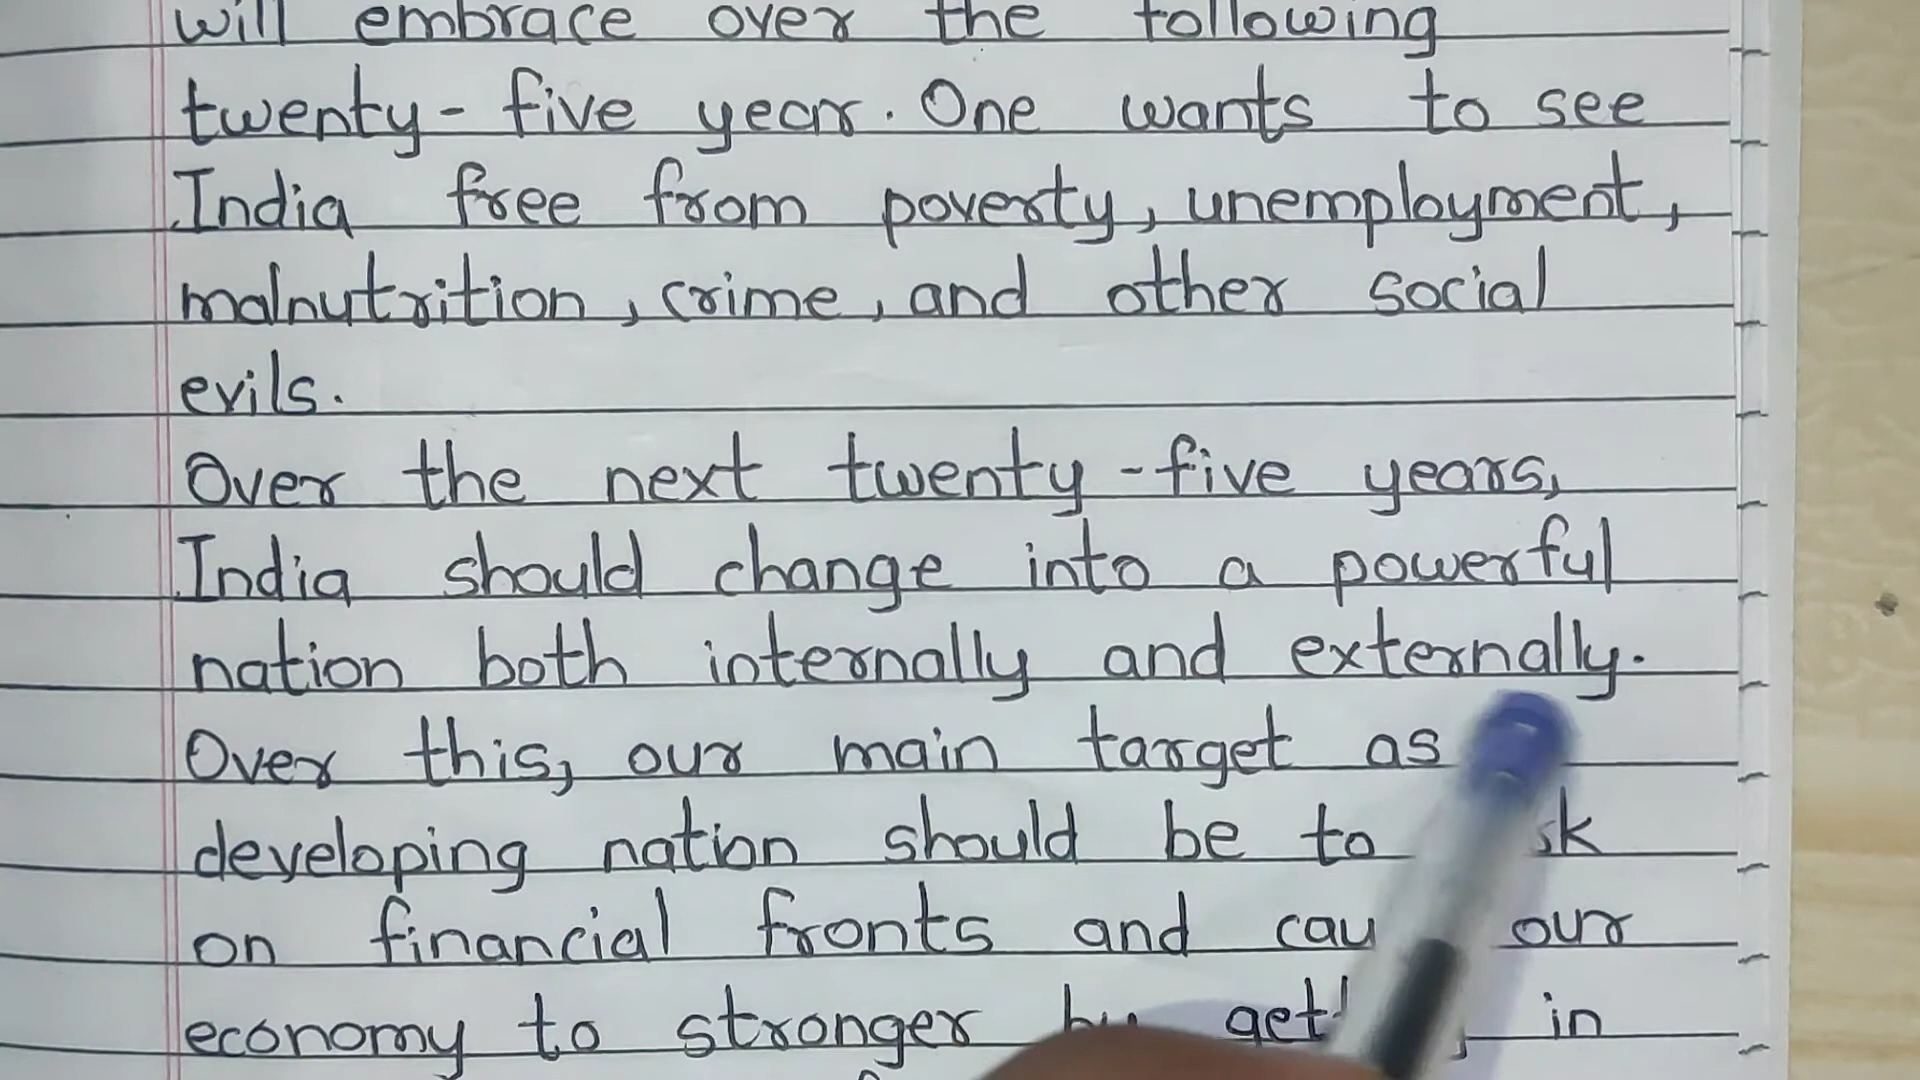 will embrace over the following
twenty-five year. One wants to see
India free from poverty, unemployment,
malnutrition, crime, and other social
evils.
Over the next twenty-five years,
India should change into a powerful
nation both internally and externally.
Over this, our main target as
developing nation should be to
on financial fronts and our
economy to stronger by in